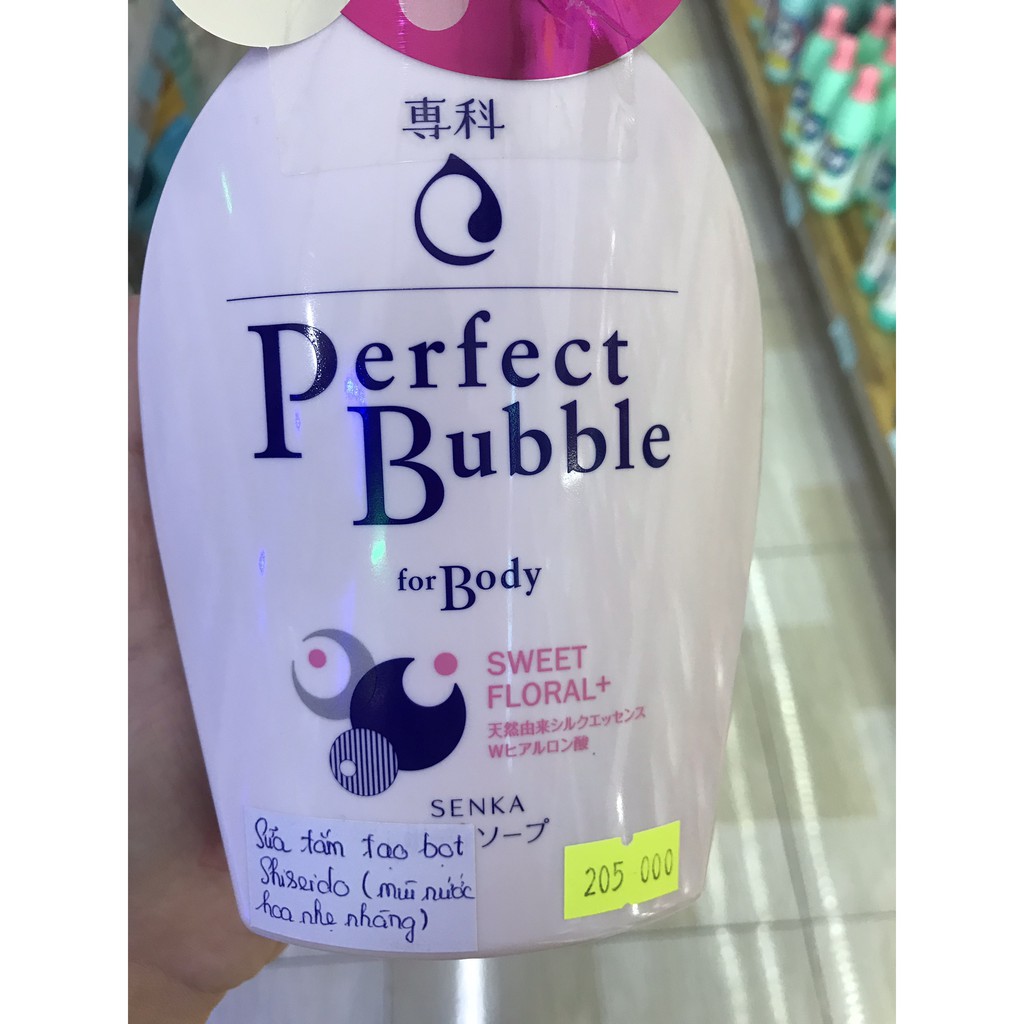 専科
Perfect
Bubble
for Body
SWEET
FLORAL+
天然由来シルクエッセンス
Wヒアルロン酸
SENKA
ソープ
Sữa tắm tạo bọt
Shiseido (mùi nước
hoa nhẹ nhàng)
205 000